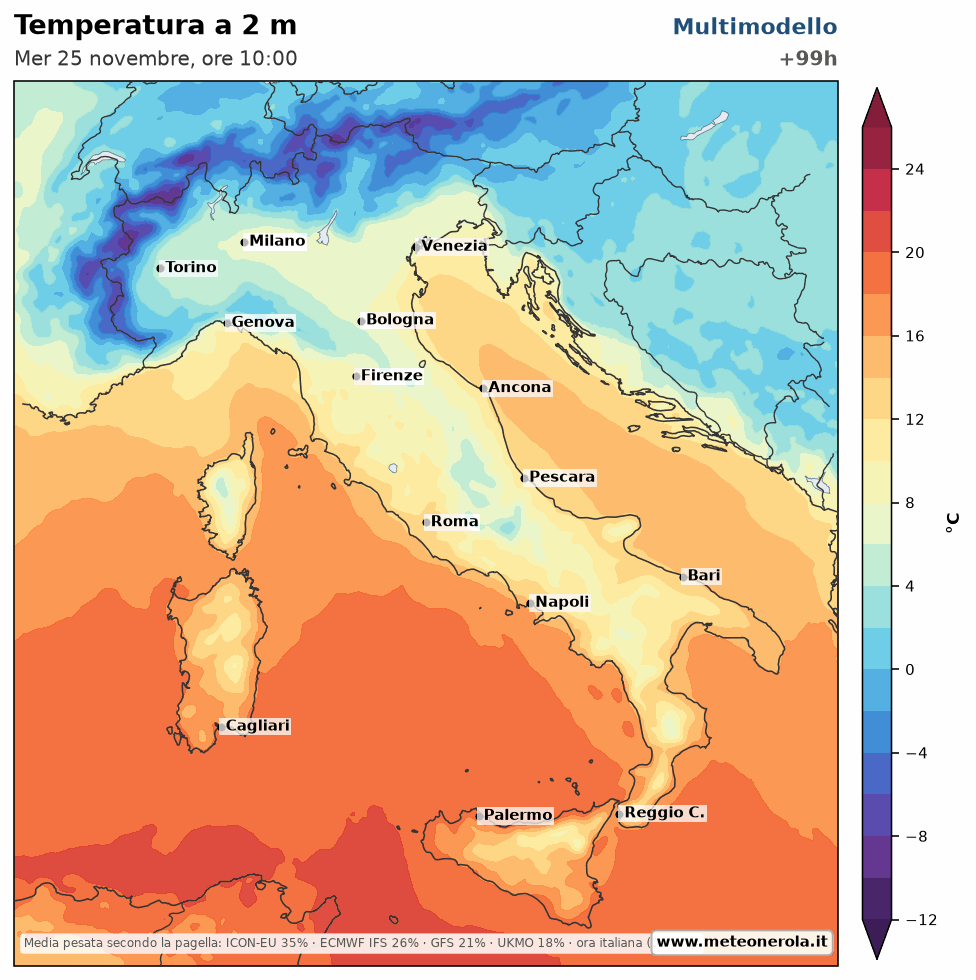 Temperatura a 2 m
Multimodello
Mer 25 novembre, ore 10:00
+99h
Milano
Venezia
Torino
Genova
Bologna
Firenze
Ancona
Pescara
Roma
Bari
Napoli
Cagliari
Palermo
Reggio C.
24
20
16
12
8
4
0
−4
−8
−12
°C
Media pesata secondo la pagella: ICON-EU 35% · ECMWF IFS 26% · GFS 21% · UKMO 18% · ora italiana (
www.meteonerola.it